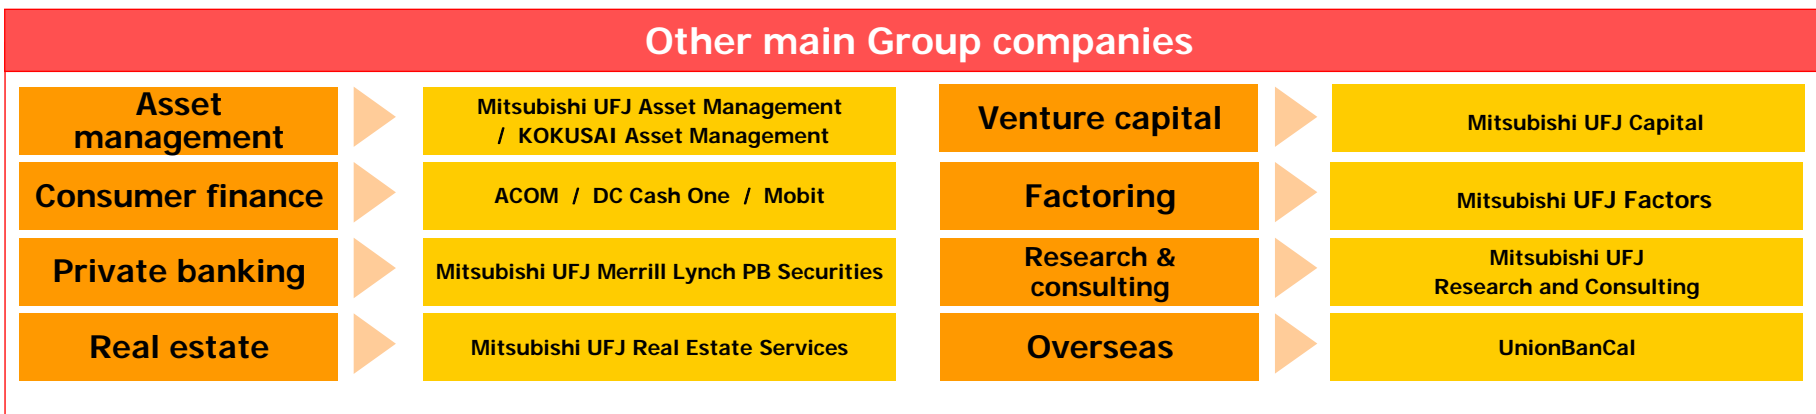 Other main Group companies
Asset
management
Mitsubishi UFJ Asset Management
/ KOKUSAI Asset Management
Consumer finance
ACOM / DC Cash One / Mobit
Private banking
Mitsubishi UFJ Merrill Lynch PB Securities
Real estate
Mitsubishi UFJ Real Estate Services
Venture capital
Mitsubishi UFJ Capital
Factoring
Mitsubishi UFJ Factors
Research &
consulting
Mitsubishi UFJ
Research and Consulting
Overseas
UnionBanCal